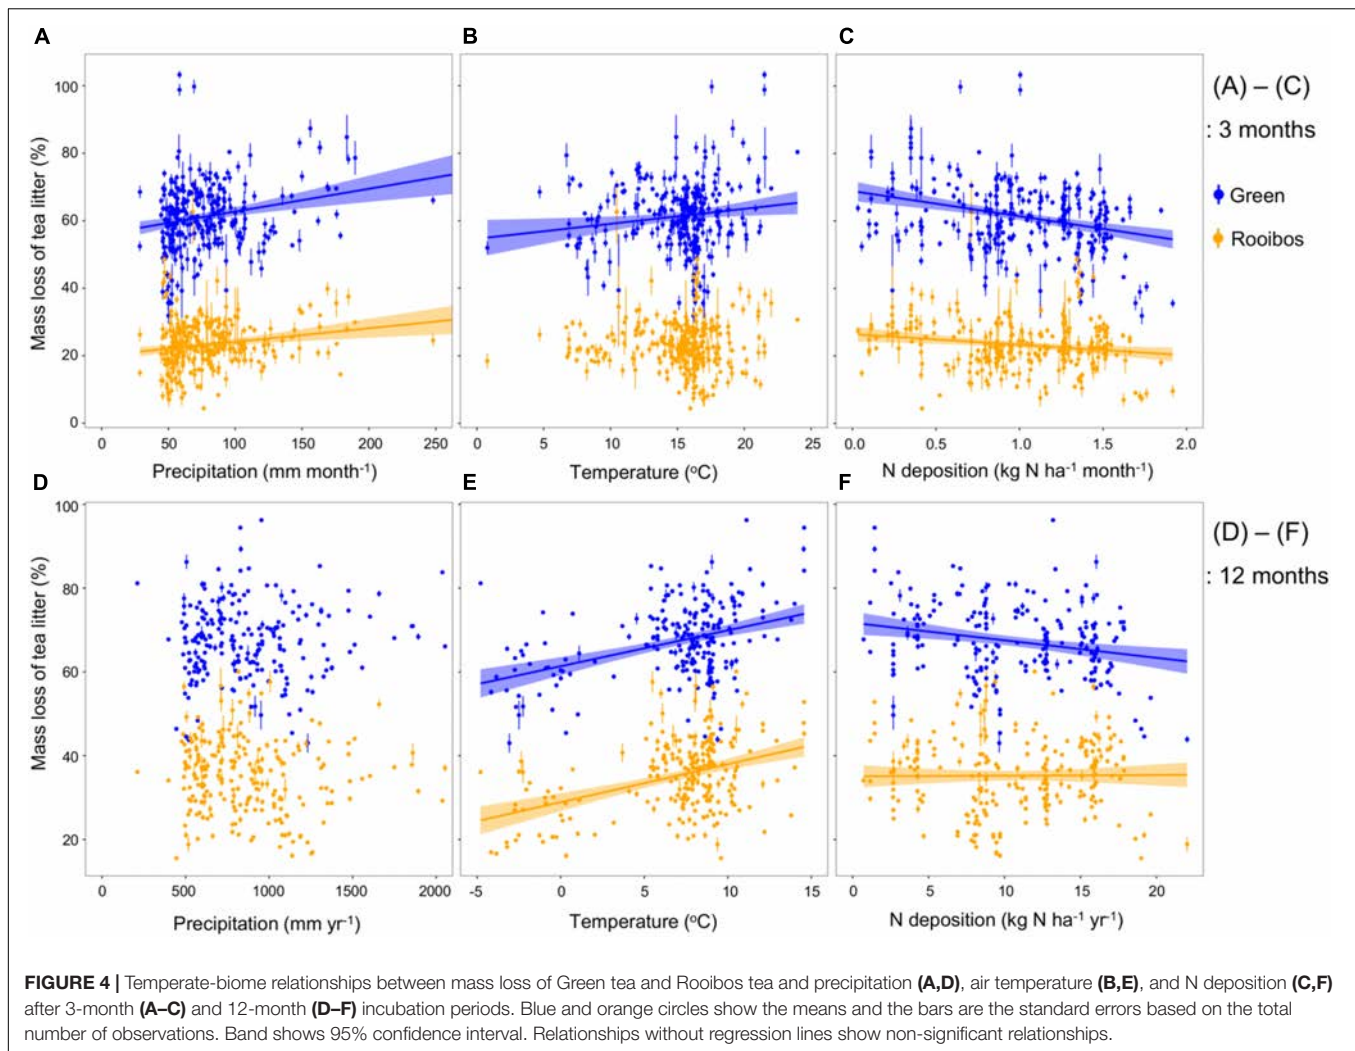 A
B
C
Mass loss of tea litter (%)
100
80
60
40
20
0
0
50
100
150
200
250
Precipitation (mm month-1)
0
5
10
15
20
25
Temperature (oC)
0.0
0.5
1.0
1.5
2.0
N deposition (kg N ha-1 month-1)
(A) – (C)
: 3 months
Green
Rooibos
D
E
F
Mass loss of tea litter (%)
100
80
60
40
20
0
500
1000
1500
2000
Precipitation (mm yr-1)
-5
0
5
10
15
Temperature (oC)
0
5
10
15
20
N deposition (kg N ha-1 yr-1)
(D) – (F)
: 12 months
FIGURE 4 | Temperate-biome relationships between mass loss of Green tea and Rooibos tea and precipitation (A,D), air temperature (B,E), and N deposition (C,F)
after 3-month (A–C) and 12-month (D–F) incubation periods. Blue and orange circles show the means and the bars are the standard errors based on the total
number of observations. Band shows 95% confidence interval. Relationships without regression lines show non-significant relationships.